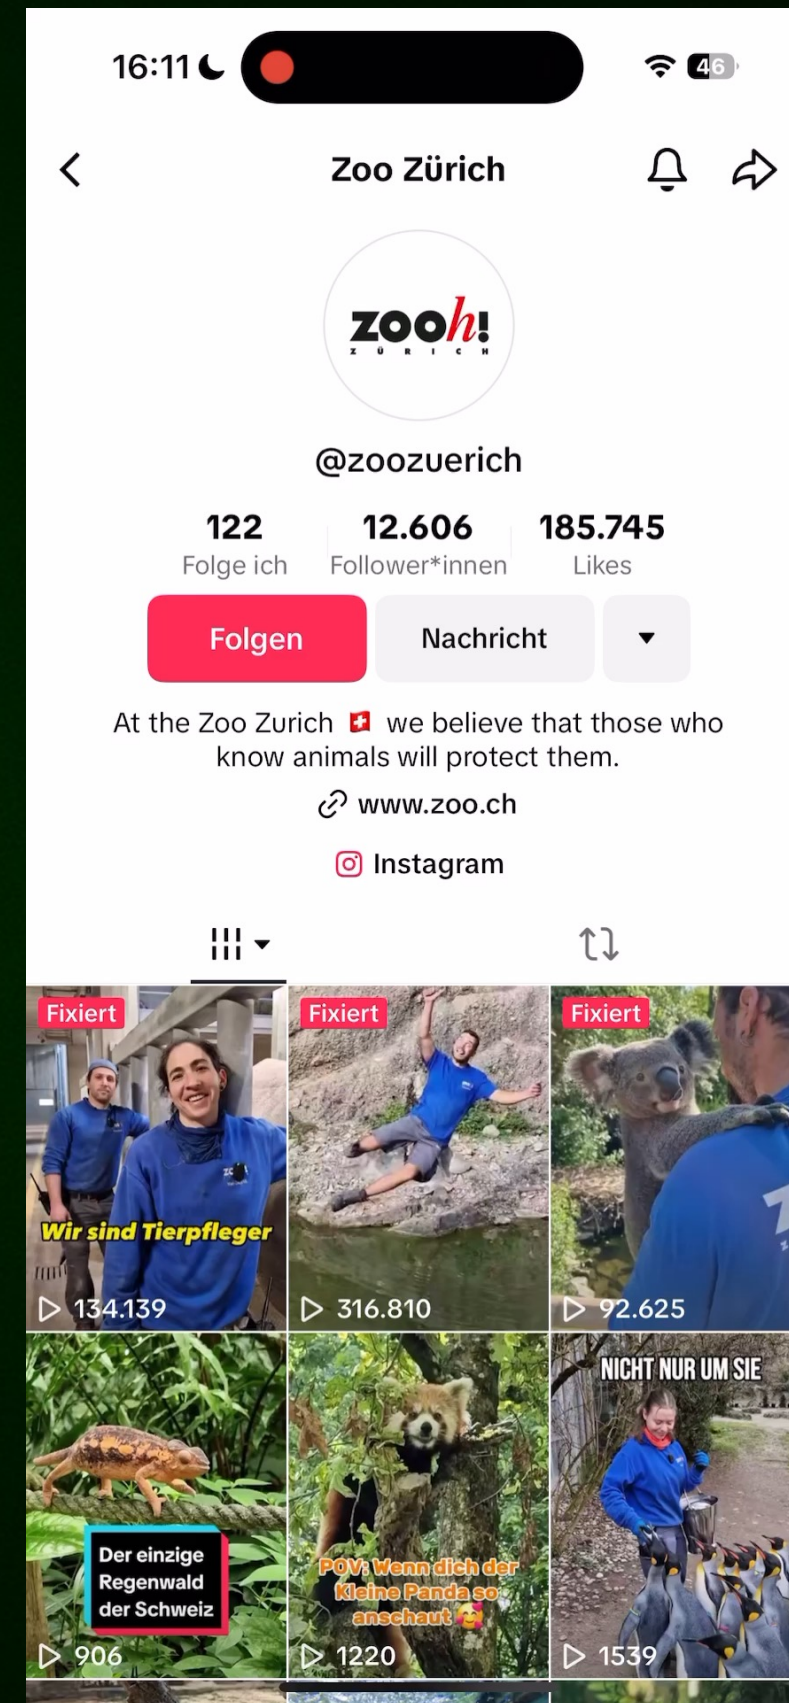 16:11
46
Zoo Zürich
zooh!
ZÜRICH
@zoozuerich
122 12.606 185.745
Folge ich Follower*innen Likes
Folgen Nachricht
At the Zoo Zurich 🇨🇭 we believe that those who
know animals will protect them.
www.zoo.ch
Instagram
Fixiert
Wir sind Tierpfleger
134.139
Fixiert
316.810
Fixiert
92.625
Der einzige
Regenwald
der Schweiz
906
POV: Wenn dich der
Kleine Panda so
anschaut 🥰
1220
NICHT NUR UM SIE
1539